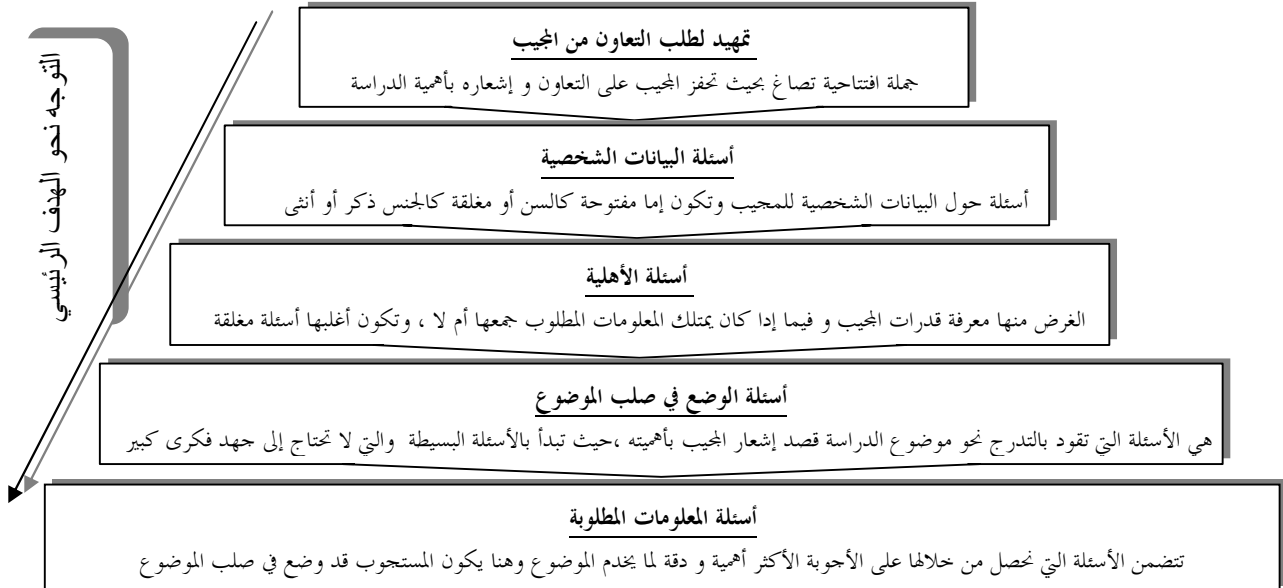 تمهيد لطلب التعاون من المجيب
جملة افتتاحية تصاغ بحيث تحفز المجيب على التعاون و إشعاره بأهمية الدراسة
أسئلة البيانات الشخصية
أسئلة حول البيانات الشخصية للمجيب وتكون إما مفتوحة كالسن أو مغلقة كالجنس ذكر أو أنثى
أسئلة الأهلية
الغرض منها معرفة قدرات المجيب و فيما إدا كان يمتلك المعلومات المطلوب جمعها أم لا ، وتكون أغلبها أسئلة مغلقة
أسئلة الوضع في صلب الموضوع
هي الأسئلة التي تقود بالتدرج نحو موضوع الدراسة قصد إشعار المجيب بأهميته ،حيث تبدأ بالأسئلة البسيطة والتي لا تحتاج إلى جهد فكرى كبير
أسئلة المعلومات المطلوبة
تتضمن الأسئلة التي نحصل من خلالها على الأجوبة الأكثر أهمية و دقة لما يخدم الموضوع وهنا يكون المستجوب قد وضع في صلب الموضوع
التوجه نحو الهدف الرئيسي